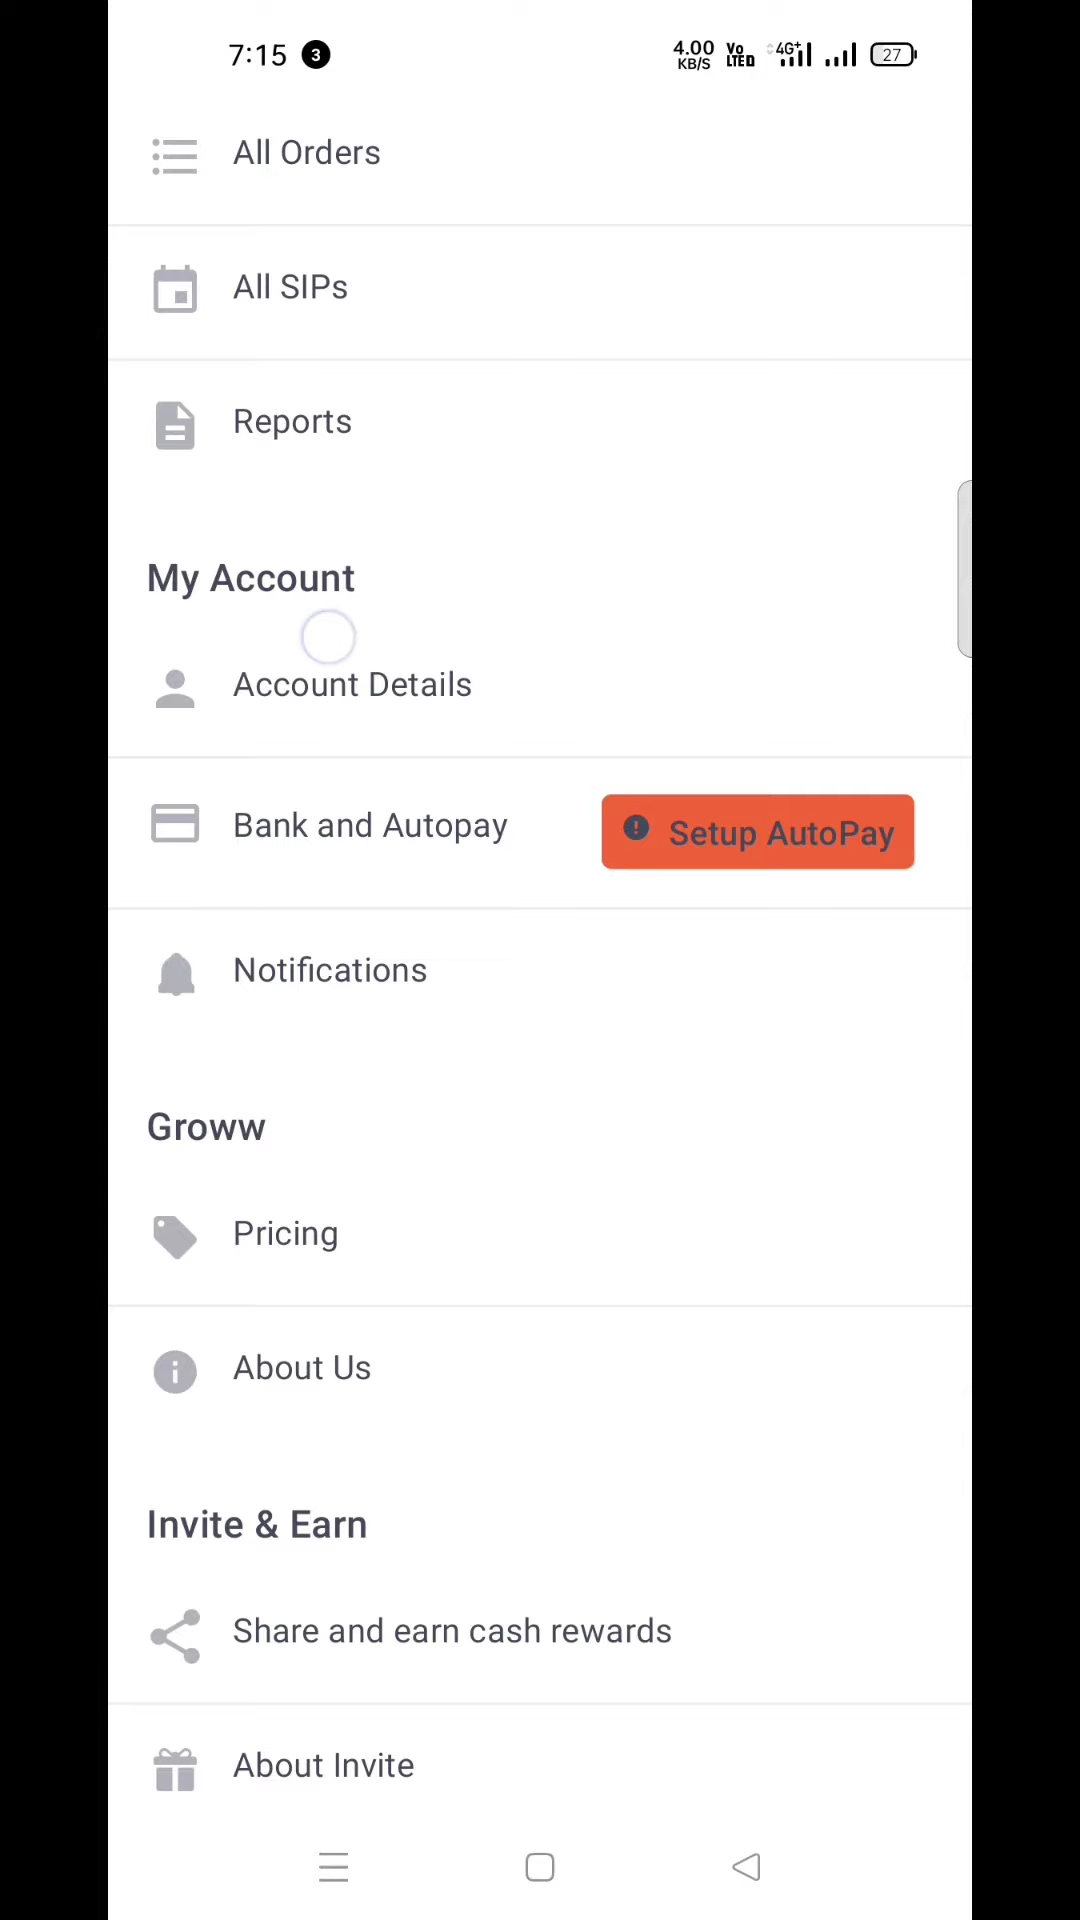 7:15 3 4.00 KB/S Vo LTED 4G+ 27
All Orders
All SIPs
Reports
My Account
Account Details
Bank and Autopay
Setup AutoPay
Notifications
Groww
Pricing
About Us
Invite & Earn
Share and earn cash rewards
About Invite